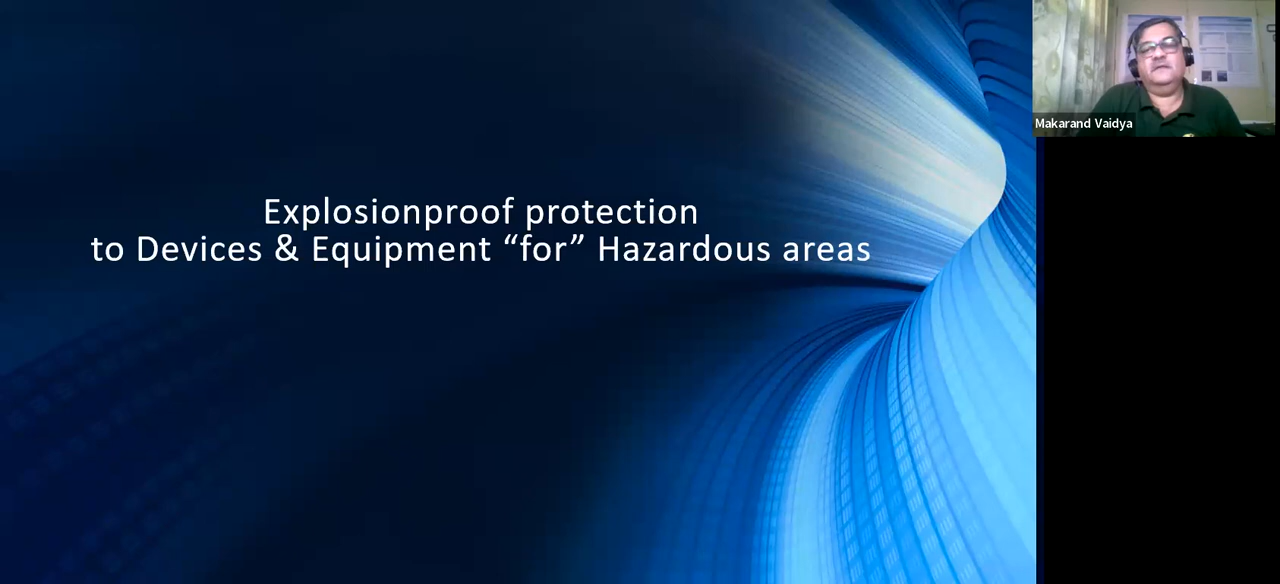 Explosionproof protection
to Devices & Equipment “for” Hazardous areas
Makarand Vaidya